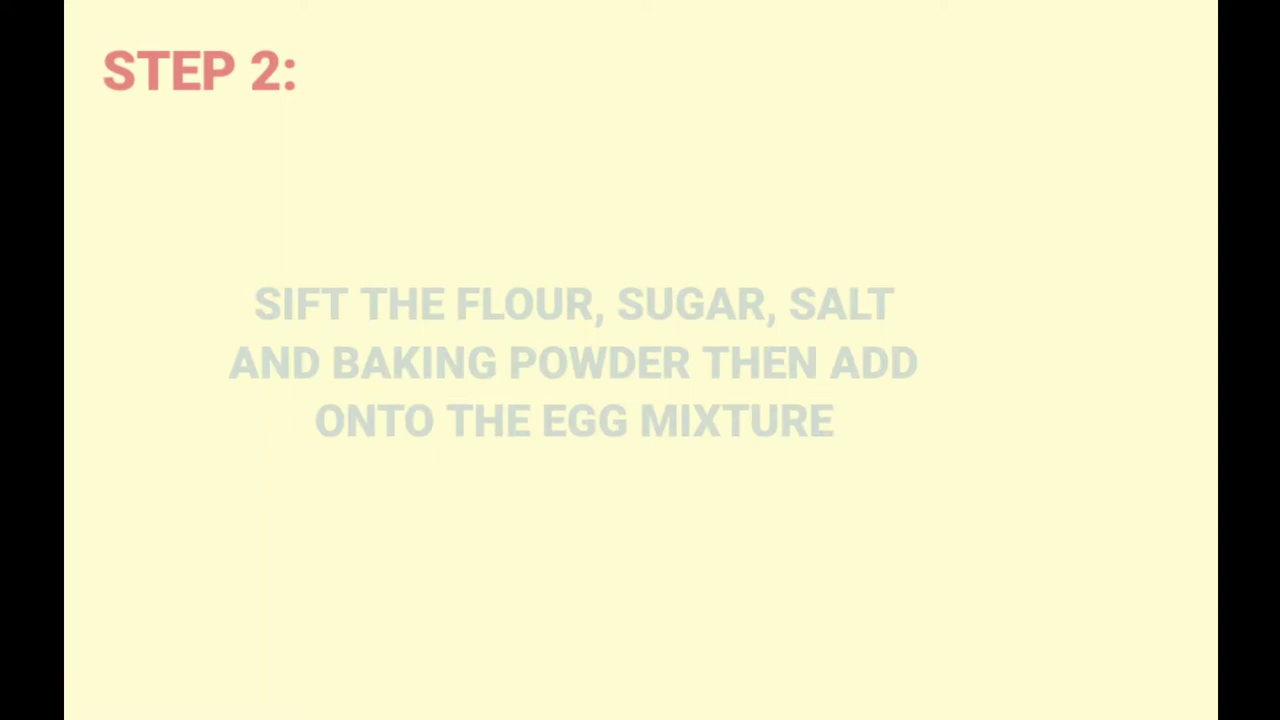 STEP 2:
SIFT THE FLOUR, SUGAR, SALT
AND BAKING POWDER THEN ADD
ONTO THE EGG MIXTURE